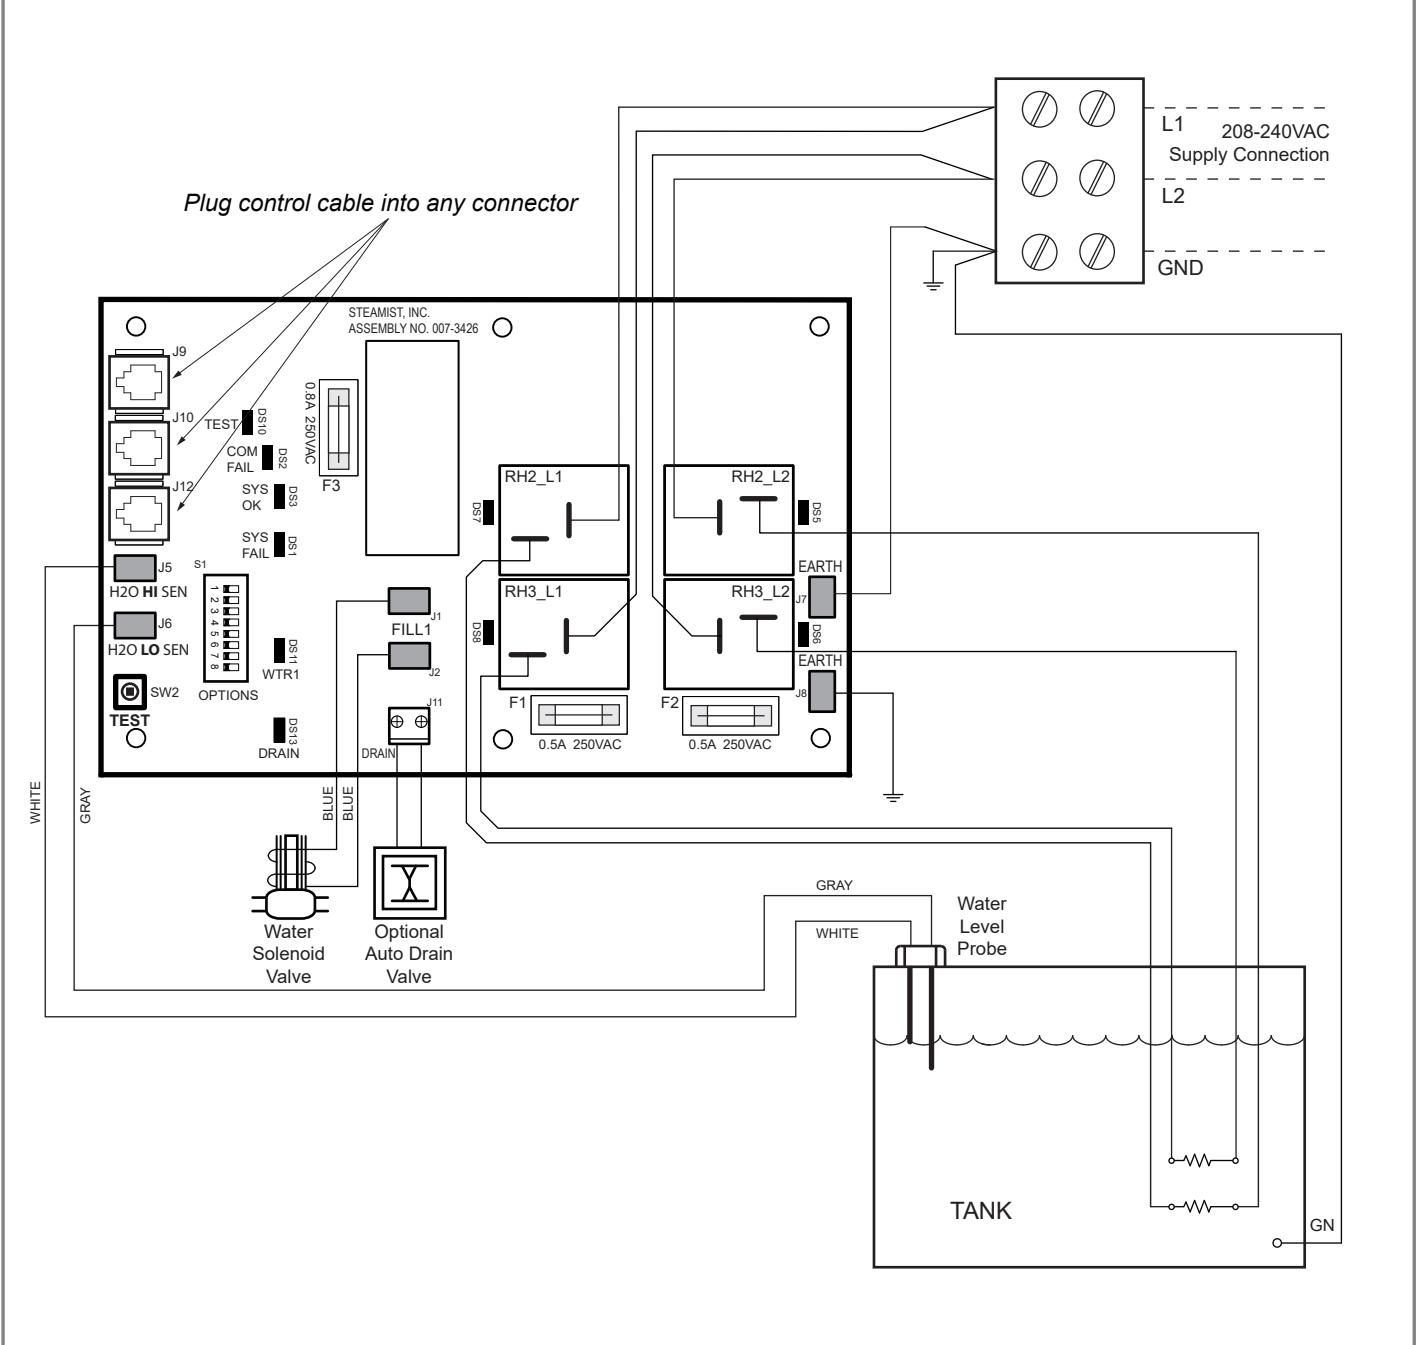 L1
208-240VAC
Supply Connection
L2
GND
Plug control cable into any connector
STEAMIST, INC.
ASSEMBLY NO. 007-3426
J9
J10
J12
TEST
DS10
COM
FAIL
DS2
SYS
OK
DS3
SYS
FAIL
DS1
0.8A 250VAC
F3
RH2_L1
DS7
RH2_L2
DS5
RH3_L1
DS8
RH3_L2
DS6
EARTH
J7
EARTH
J8
J5
H2O HI SEN
J6
H2O LO SEN
S1
1
2
3
4
5
6
7
8
OPTIONS
SW2
TEST
J1
FILL1
J2
DS11
WTR1
DS13
DRAIN
J11
DRAIN
F1
0.5A 250VAC
F2
0.5A 250VAC
WHITE
GRAY
BLUE
BLUE
Water
Solenoid
Valve
Optional
Auto Drain
Valve
GRAY
WHITE
Water
Level
Probe
TANK
GN